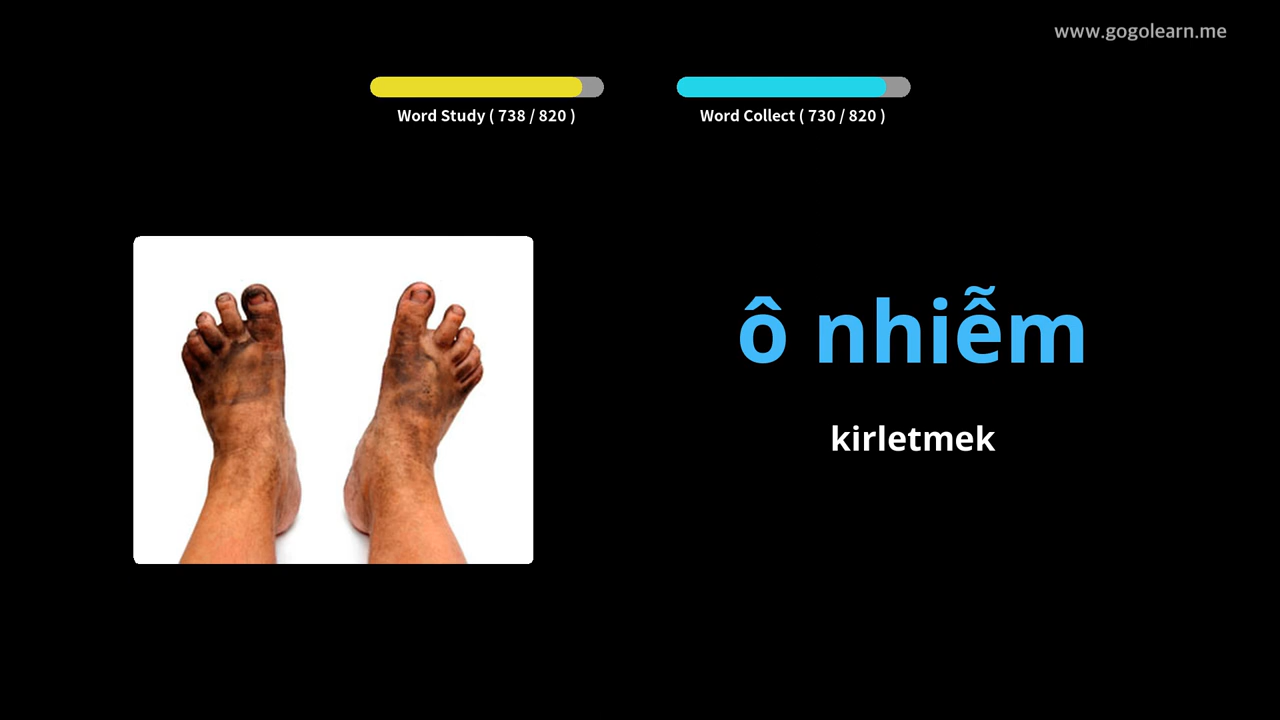 www.gogolearn.me
Word Study ( 738 / 820 )
Word Collect ( 730 / 820 )
ô nhiễm
kirletmek